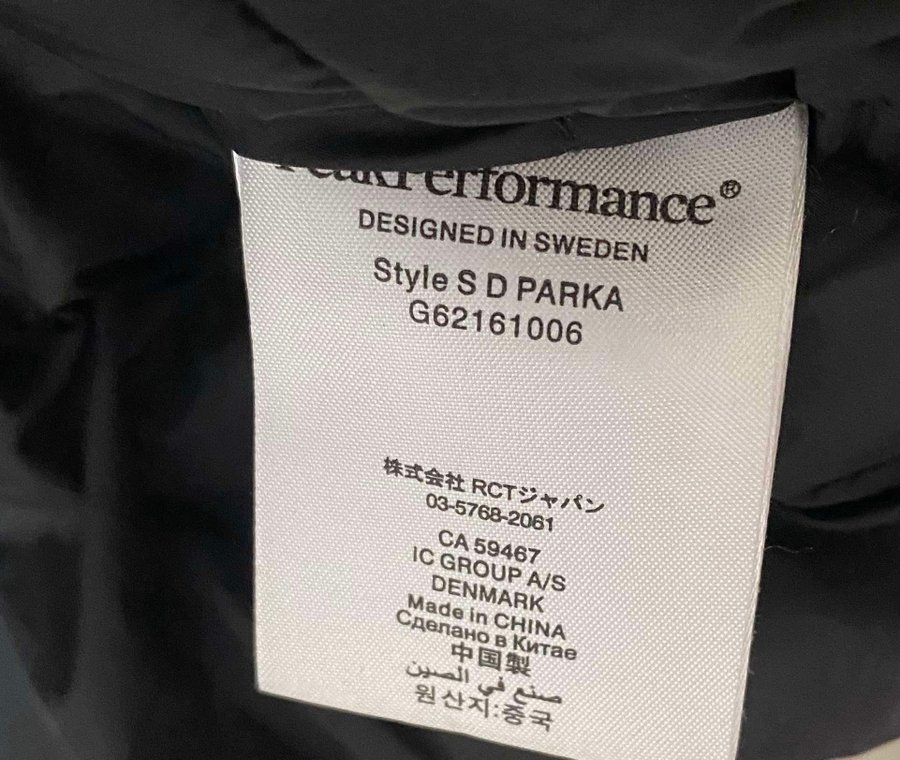 PeakPerformance®
DESIGNED IN SWEDEN
Style S D PARKA
G62161006
株式会社 RCTジャパン
03-5768-2061
CA 59467
IC GROUP A/S
DENMARK
Made in CHINA
Сделано в Китае
中国製
صنع في الصين
원산지:중국